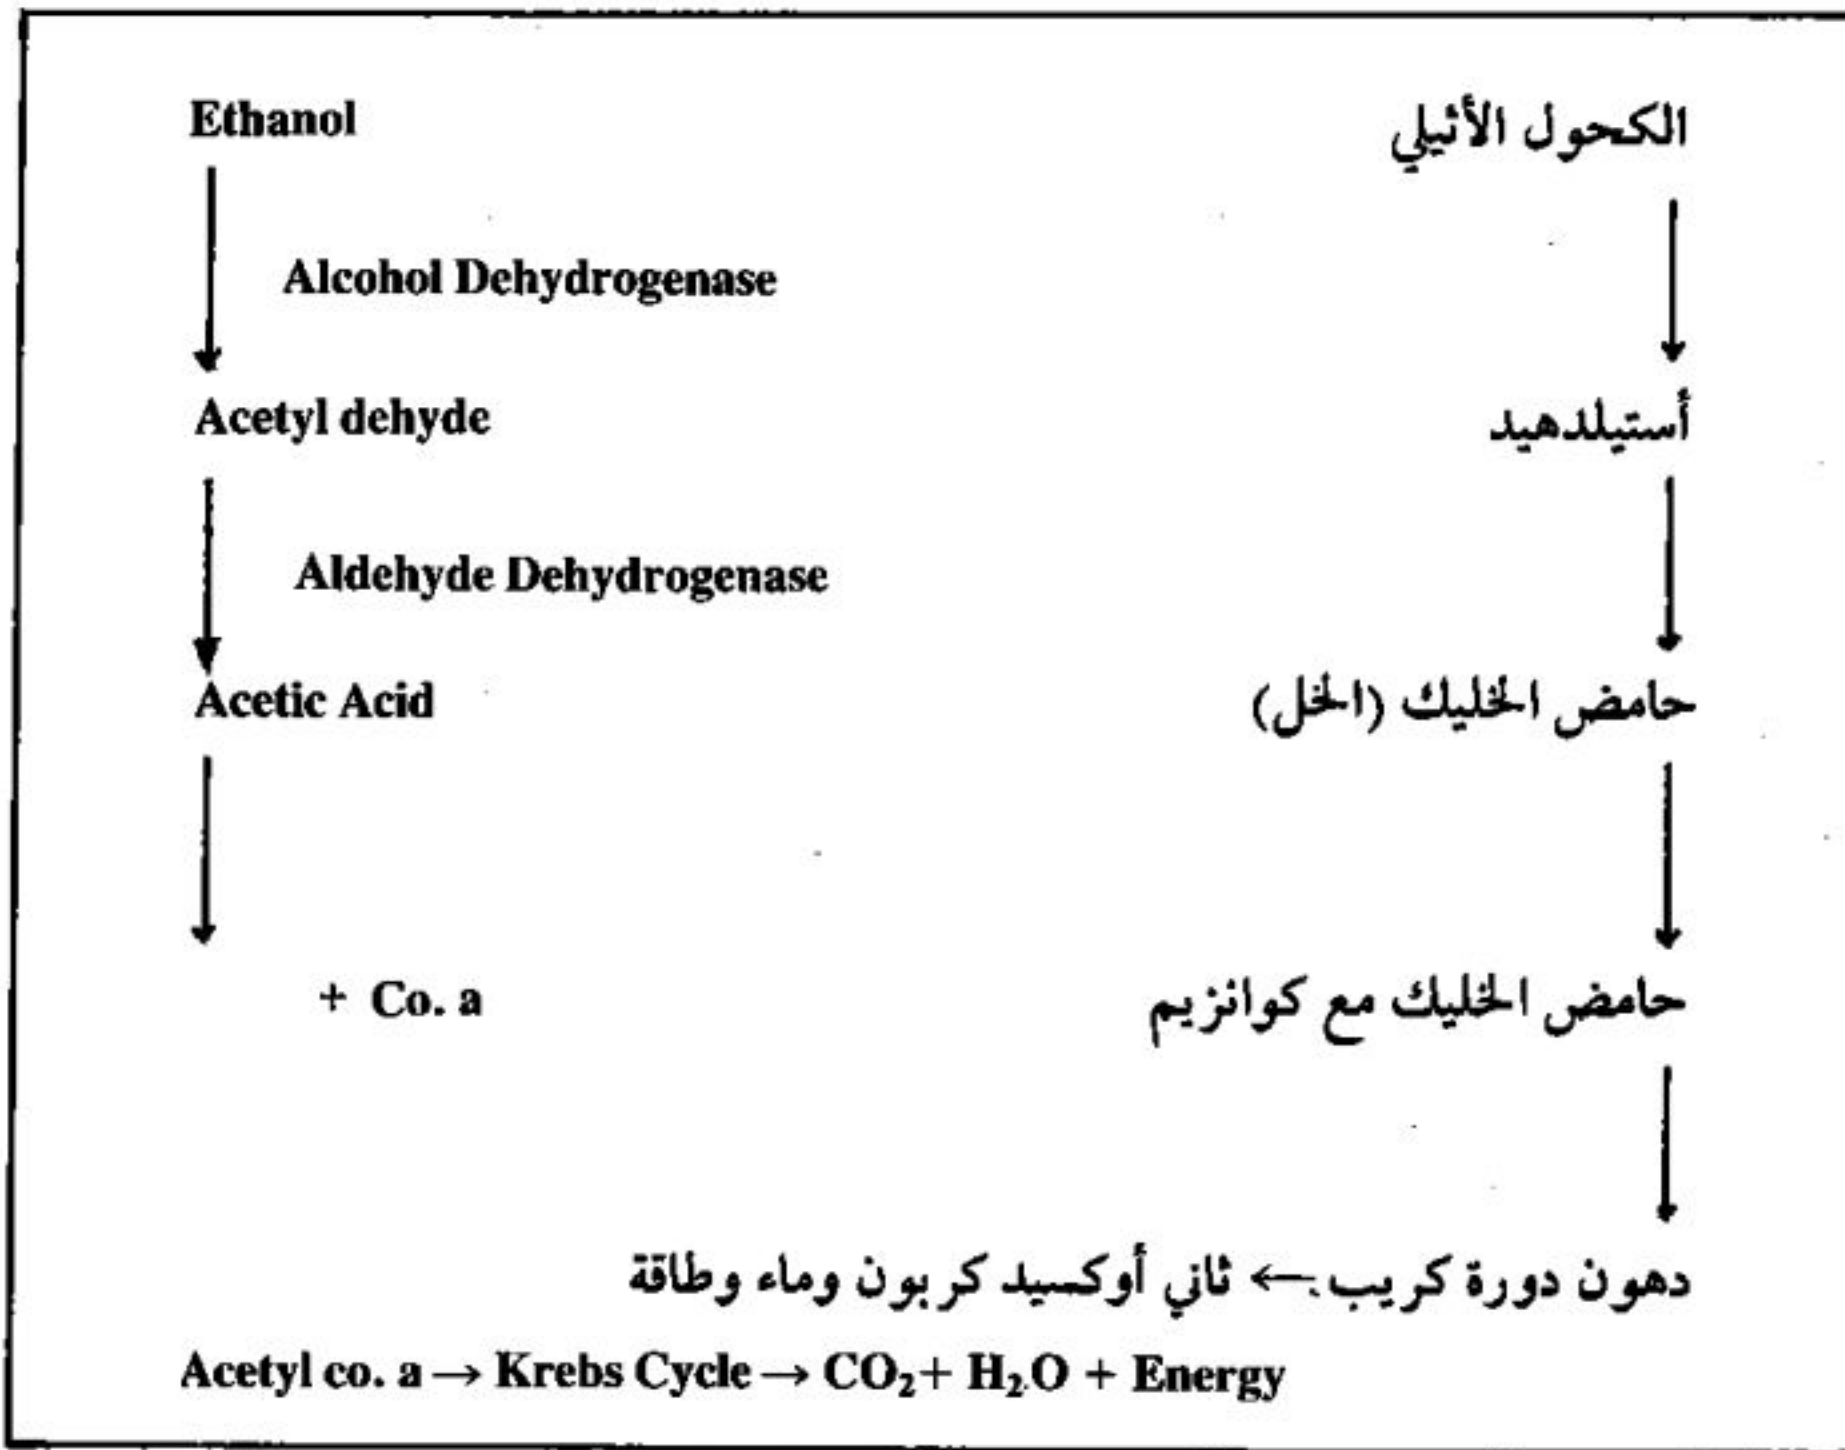 Ethanol
الكحول الأثيلي
Alcohol Dehydrogenase
Acetyl dehyde
أستيلدهيد
Aldehyde Dehydrogenase
Acetic Acid
حامض الخليك (الخل)
+ Co. a
حامض الخليك مع كوانزيم
دهون دورة كريب ← ثاني أوكسيد كربون وماء وطاقة
Acetyl co. a → Krebs Cycle → CO₂ + H₂O + Energy